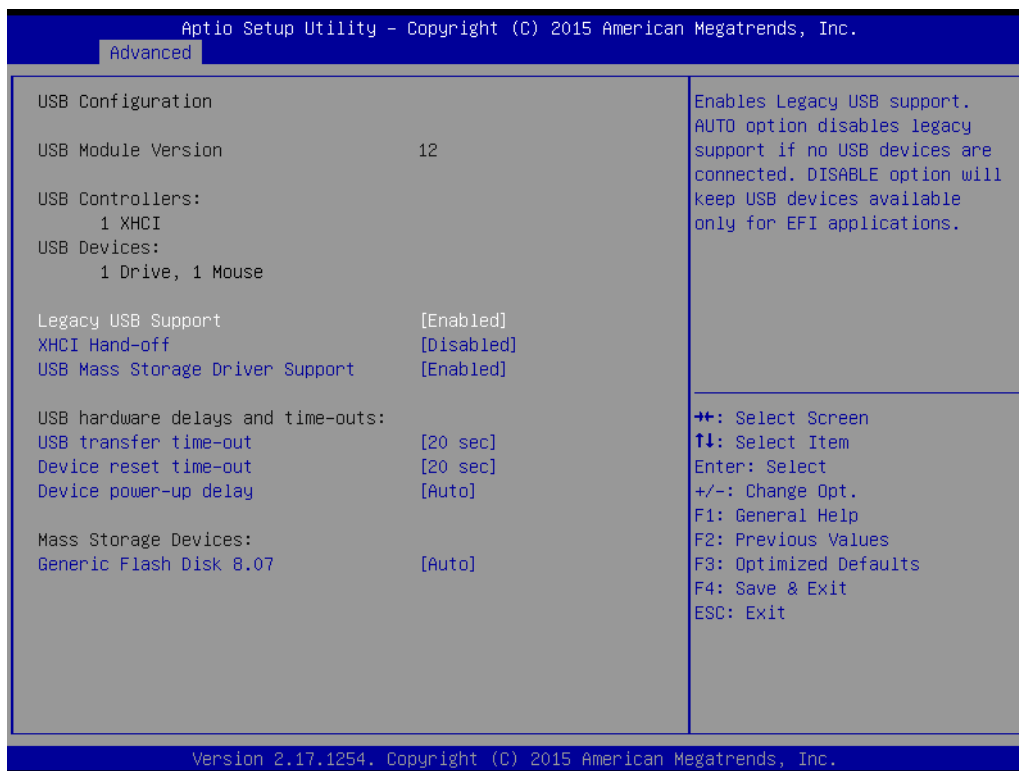 Aptio Setup Utility – Copyright (C) 2015 American Megatrends, Inc.
Advanced
USB Configuration
USB Module Version 12
USB Controllers:
1 XHCI
USB Devices:
1 Drive, 1 Mouse
Legacy USB Support [Enabled]
XHCI Hand-off [Disabled]
USB Mass Storage Driver Support [Enabled]
USB hardware delays and time-outs:
USB transfer time-out [20 sec]
Device reset time-out [20 sec]
Device power-up delay [Auto]
Mass Storage Devices:
Generic Flash Disk 8.07 [Auto]
Enables Legacy USB support.
AUTO option disables legacy
support if no USB devices are
connected. DISABLE option will
keep USB devices available
only for EFI applications.
→←: Select Screen
↑↓: Select Item
Enter: Select
+/-: Change Opt.
F1: General Help
F2: Previous Values
F3: Optimized Defaults
F4: Save & Exit
ESC: Exit
Version 2.17.1254. Copyright (C) 2015 American Megatrends, Inc.